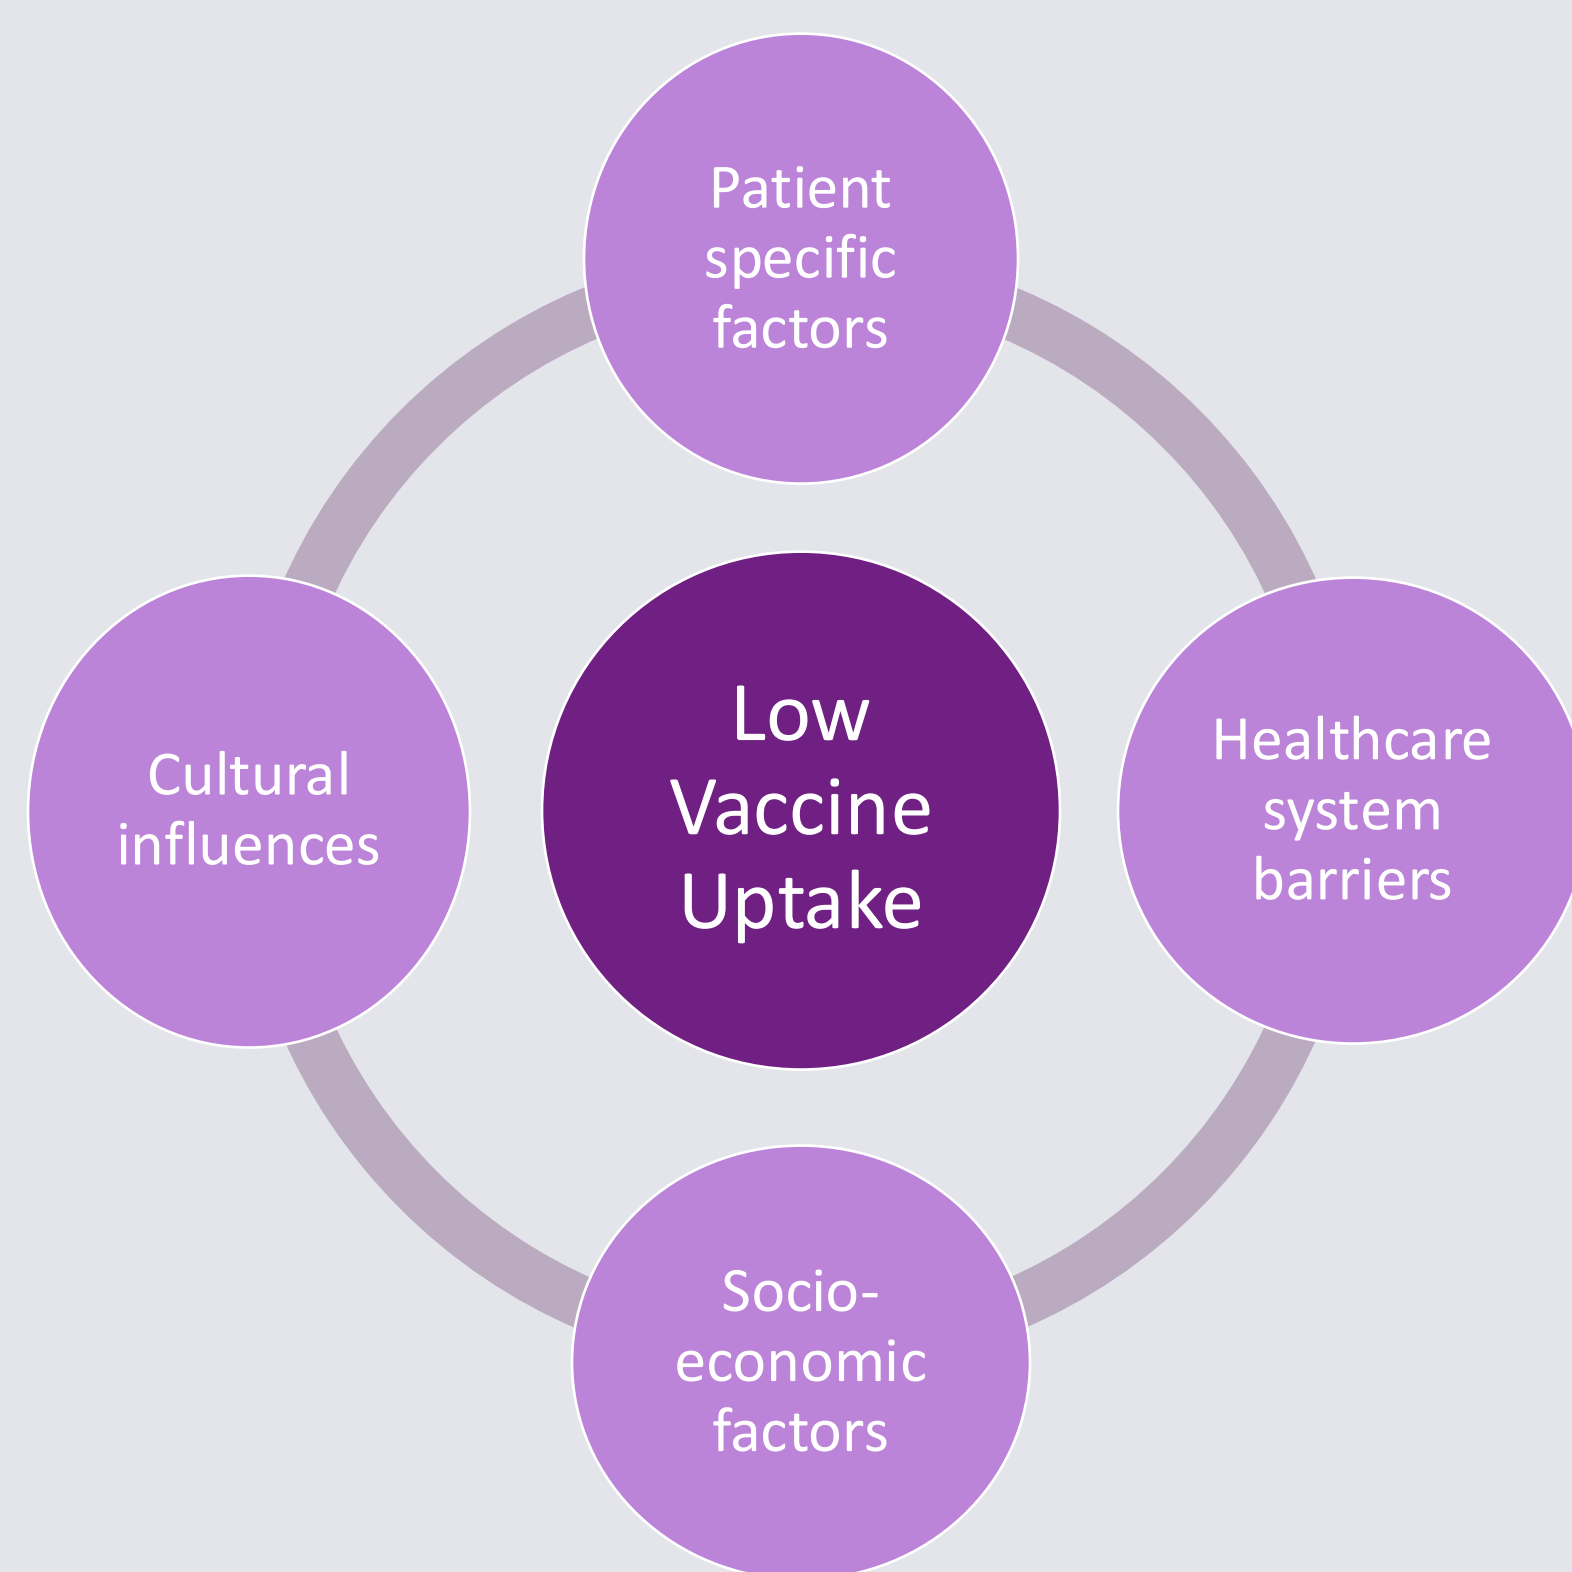 Patient
specific
factors
Low
Vaccine
Uptake
Healthcare
system
barriers
Cultural
influences
Socio-
economic
factors